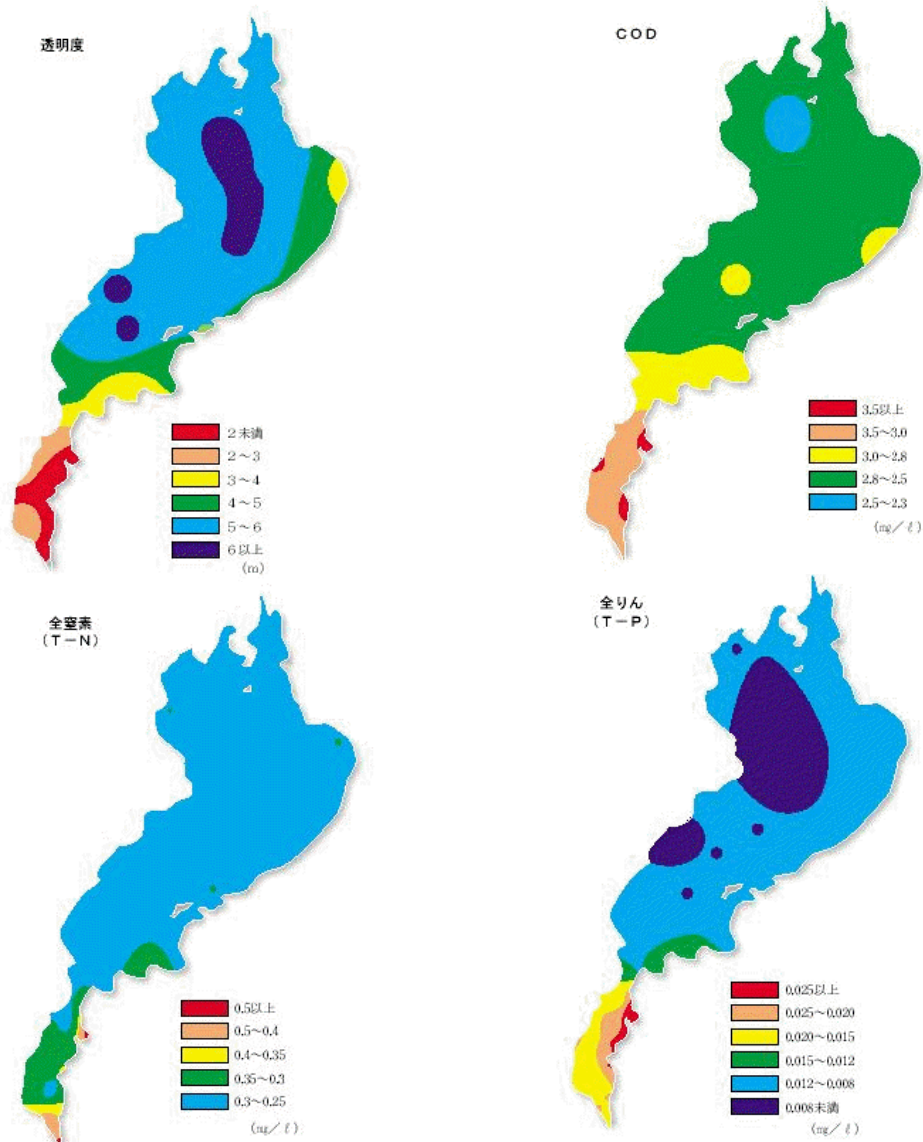 透明度
2未満
2～3
3～4
4～5
5～6
6以上
(m)
COD
3.5以上
3.5～3.0
3.0～2.8
2.8～2.5
2.5～2.3
(mg／ℓ)
全窒素
(T－N)
0.5以上
0.5～0.4
0.4～0.35
0.35～0.3
0.3～0.25
(mg／ℓ)
全りん
(T－P)
0.025以上
0.025～0.020
0.020～0.015
0.015～0.012
0.012～0.008
0.008未満
(mg／ℓ)